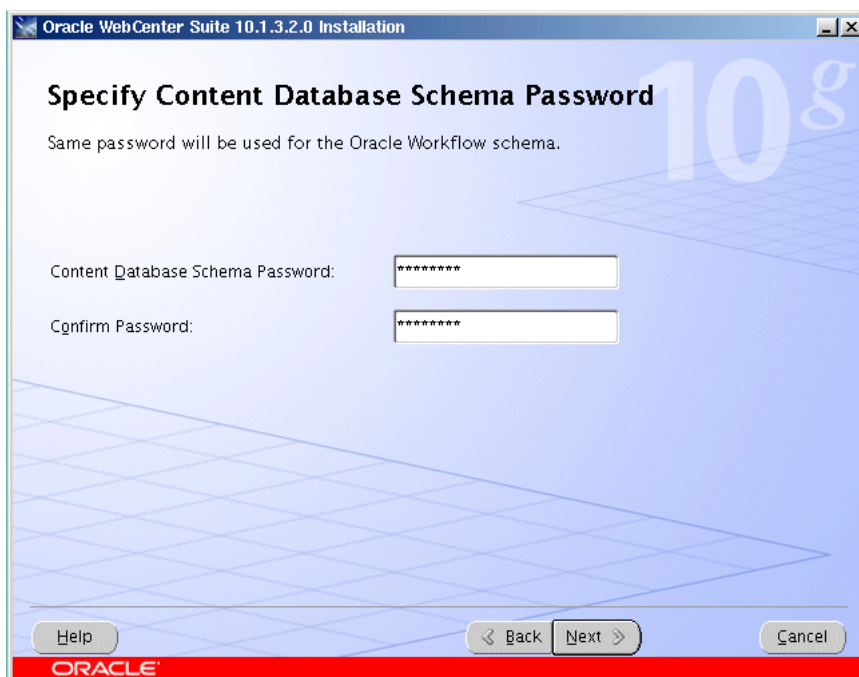 Oracle WebCenter Suite 10.1.3.2.0 Installation
10g
Specify Content Database Schema Password
Same password will be used for the Oracle Workflow schema.
Content Database Schema Password:
********
Confirm Password:
********
Help
Back
Next
Cancel
ORACLE